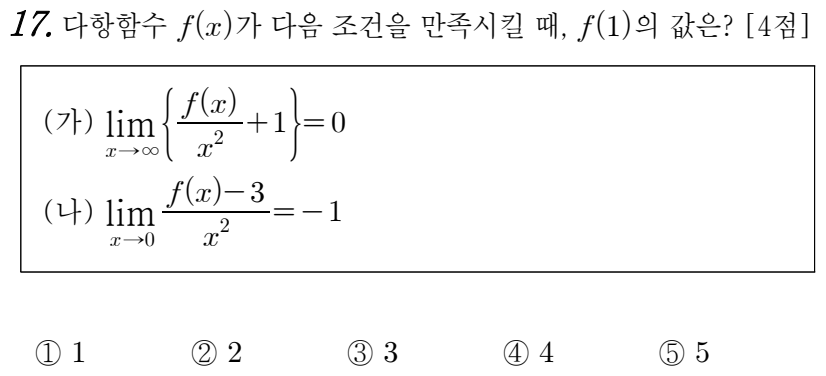 17. 다항함수 f(x)가 다음 조건을 만족시킬 때, f(1)의 값은? [4점]
(가) lim_{x→∞} { f(x)/x² + 1 } = 0
(나) lim_{x→0} (f(x)-3)/x² = -1
① 1 ② 2 ③ 3 ④ 4 ⑤ 5